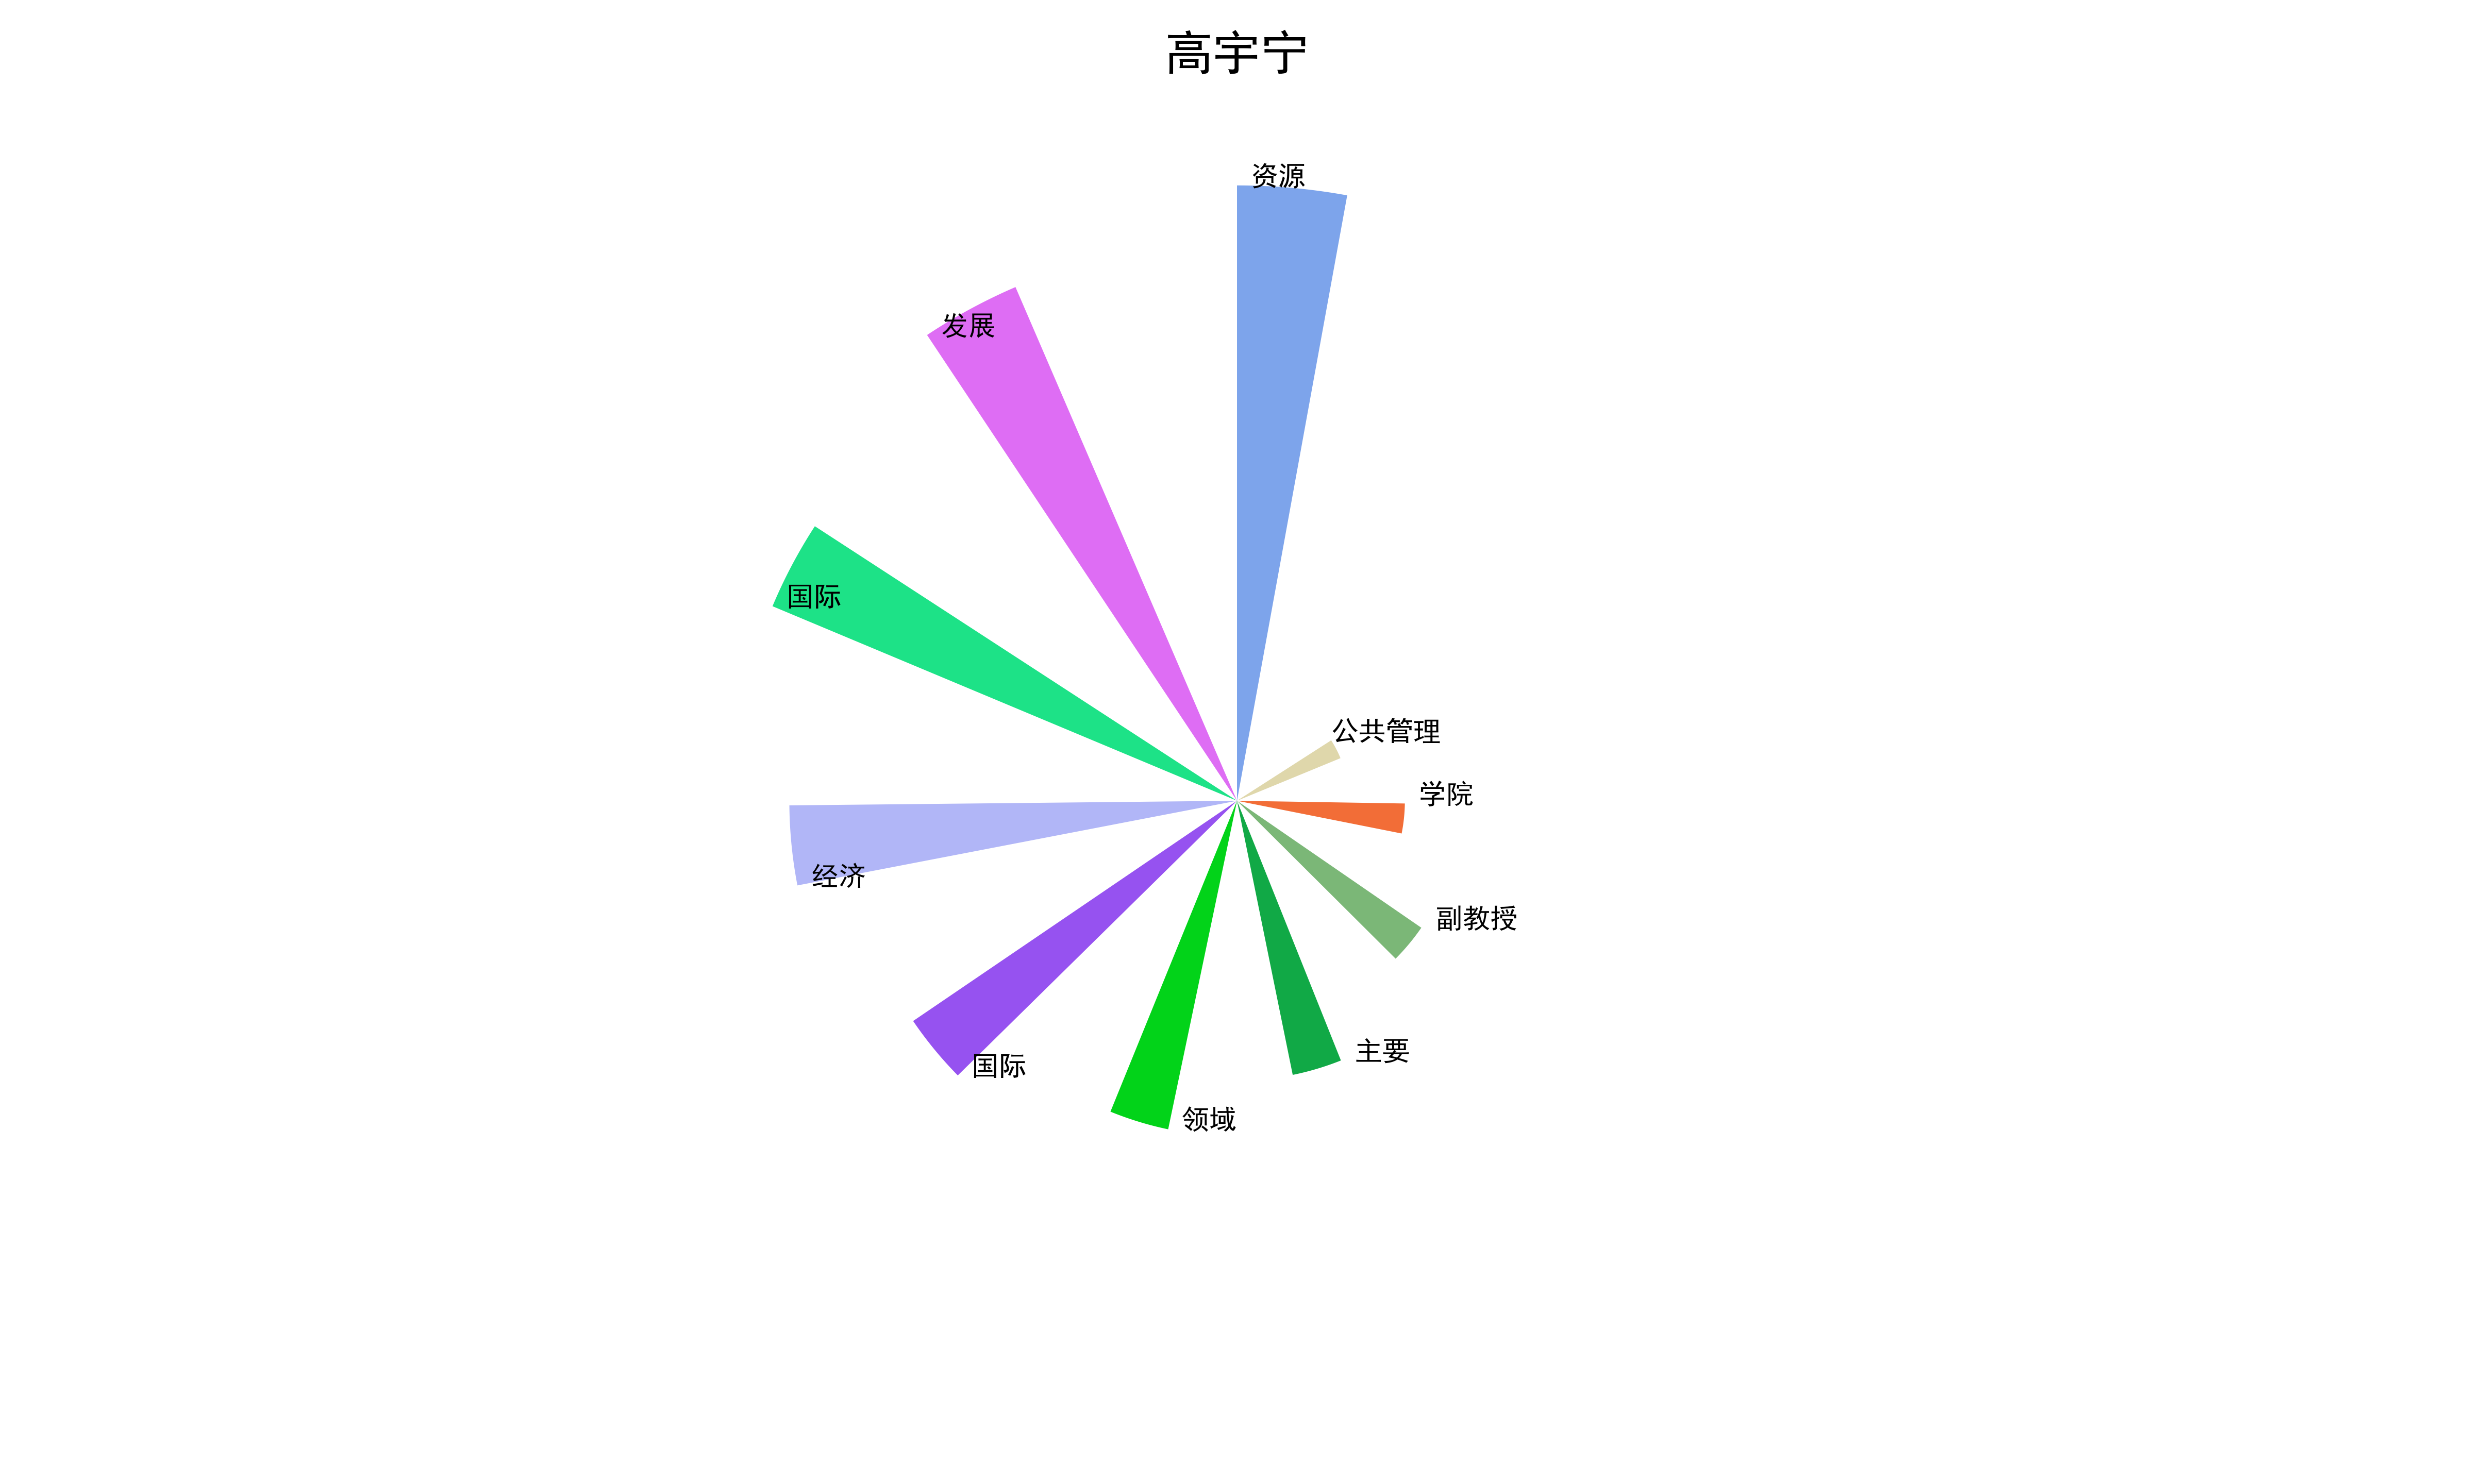 高宇宁
资源
发展
国际
公共管理
学院
经济
副教授
主要
国际
领域